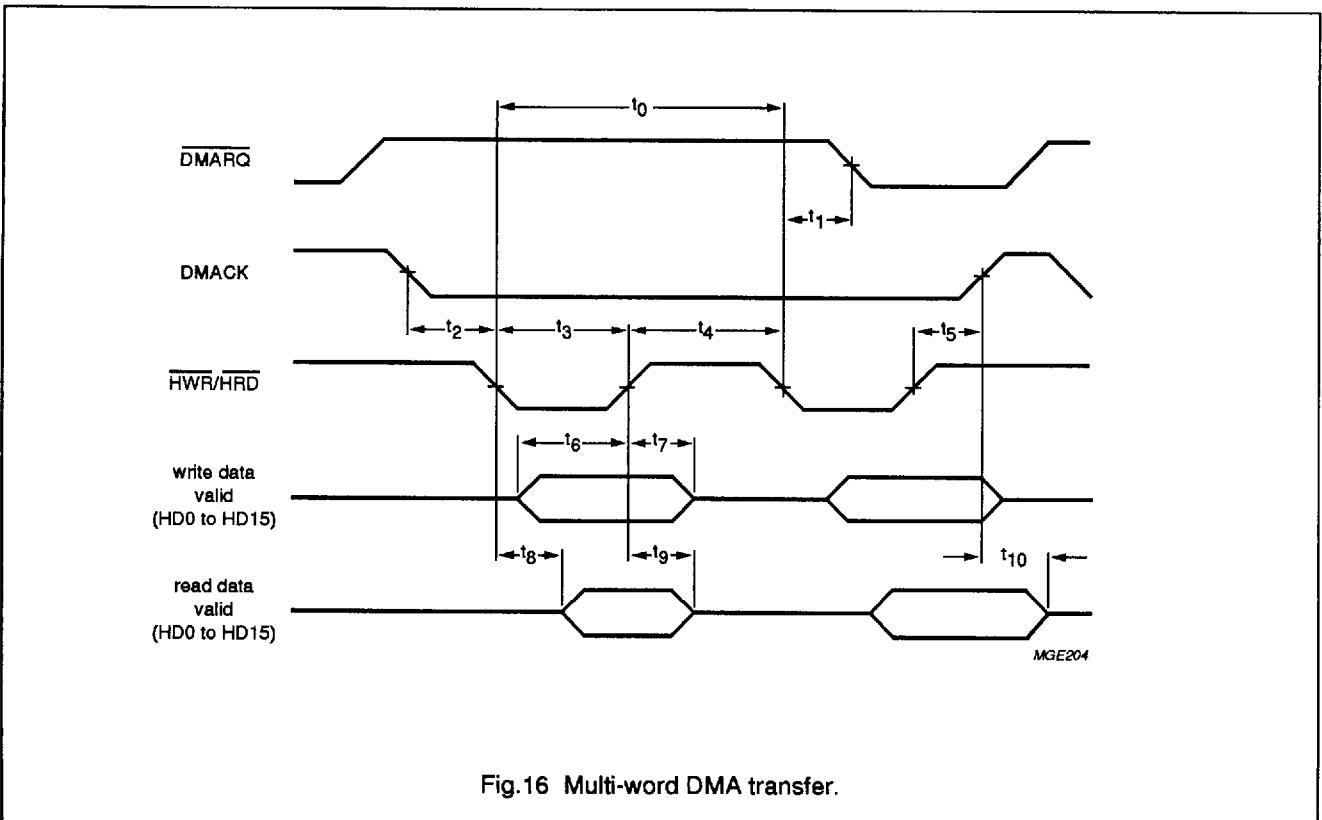 t0
DMARQ
t1
DMACK
t2
t3
t4
t5
HWR/HRD
t6
t7
write data
valid
(HD0 to HD15)
t8
t9
t10
read data
valid
(HD0 to HD15)
MGE204
Fig.16 Multi-word DMA transfer.